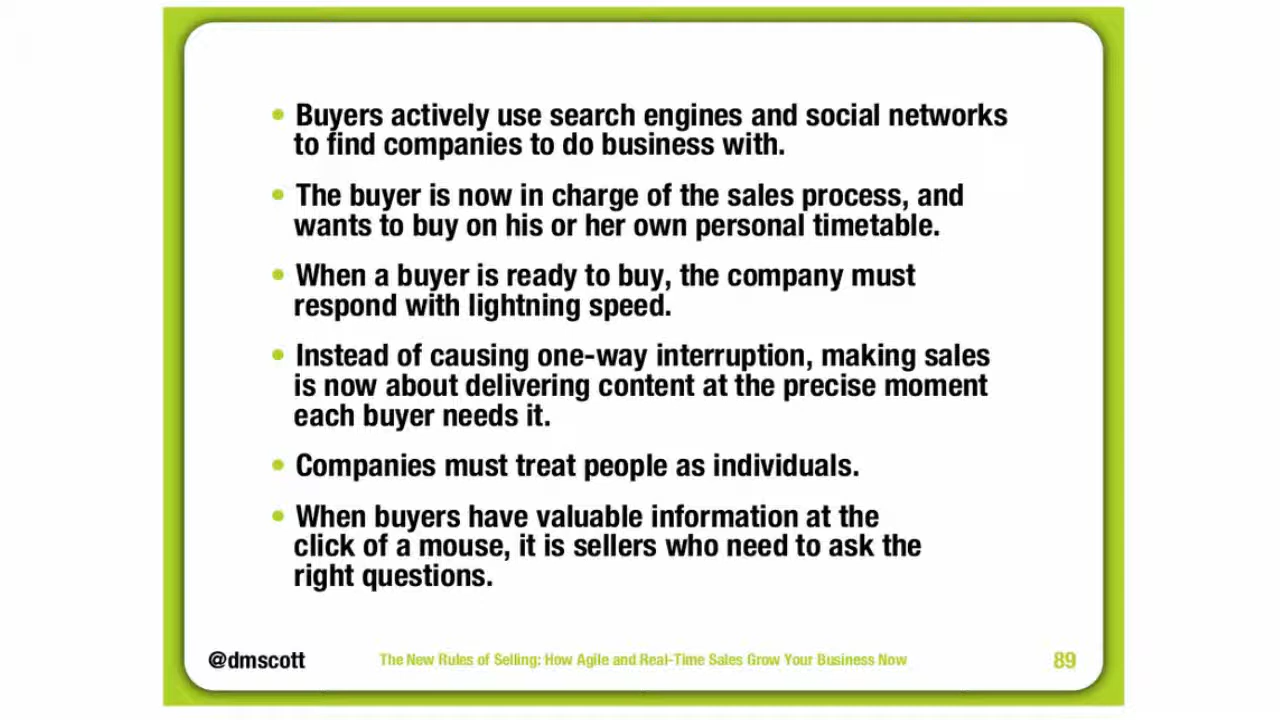 • Buyers actively use search engines and social networks
to find companies to do business with.
• The buyer is now in charge of the sales process, and
wants to buy on his or her own personal timetable.
• When a buyer is ready to buy, the company must
respond with lightning speed.
• Instead of causing one-way interruption, making sales
is now about delivering content at the precise moment
each buyer needs it.
• Companies must treat people as individuals.
• When buyers have valuable information at the
click of a mouse, it is sellers who need to ask the
right questions.
@dmscott
The New Rules of Selling: How Agile and Real-Time Sales Grow Your Business Now
89